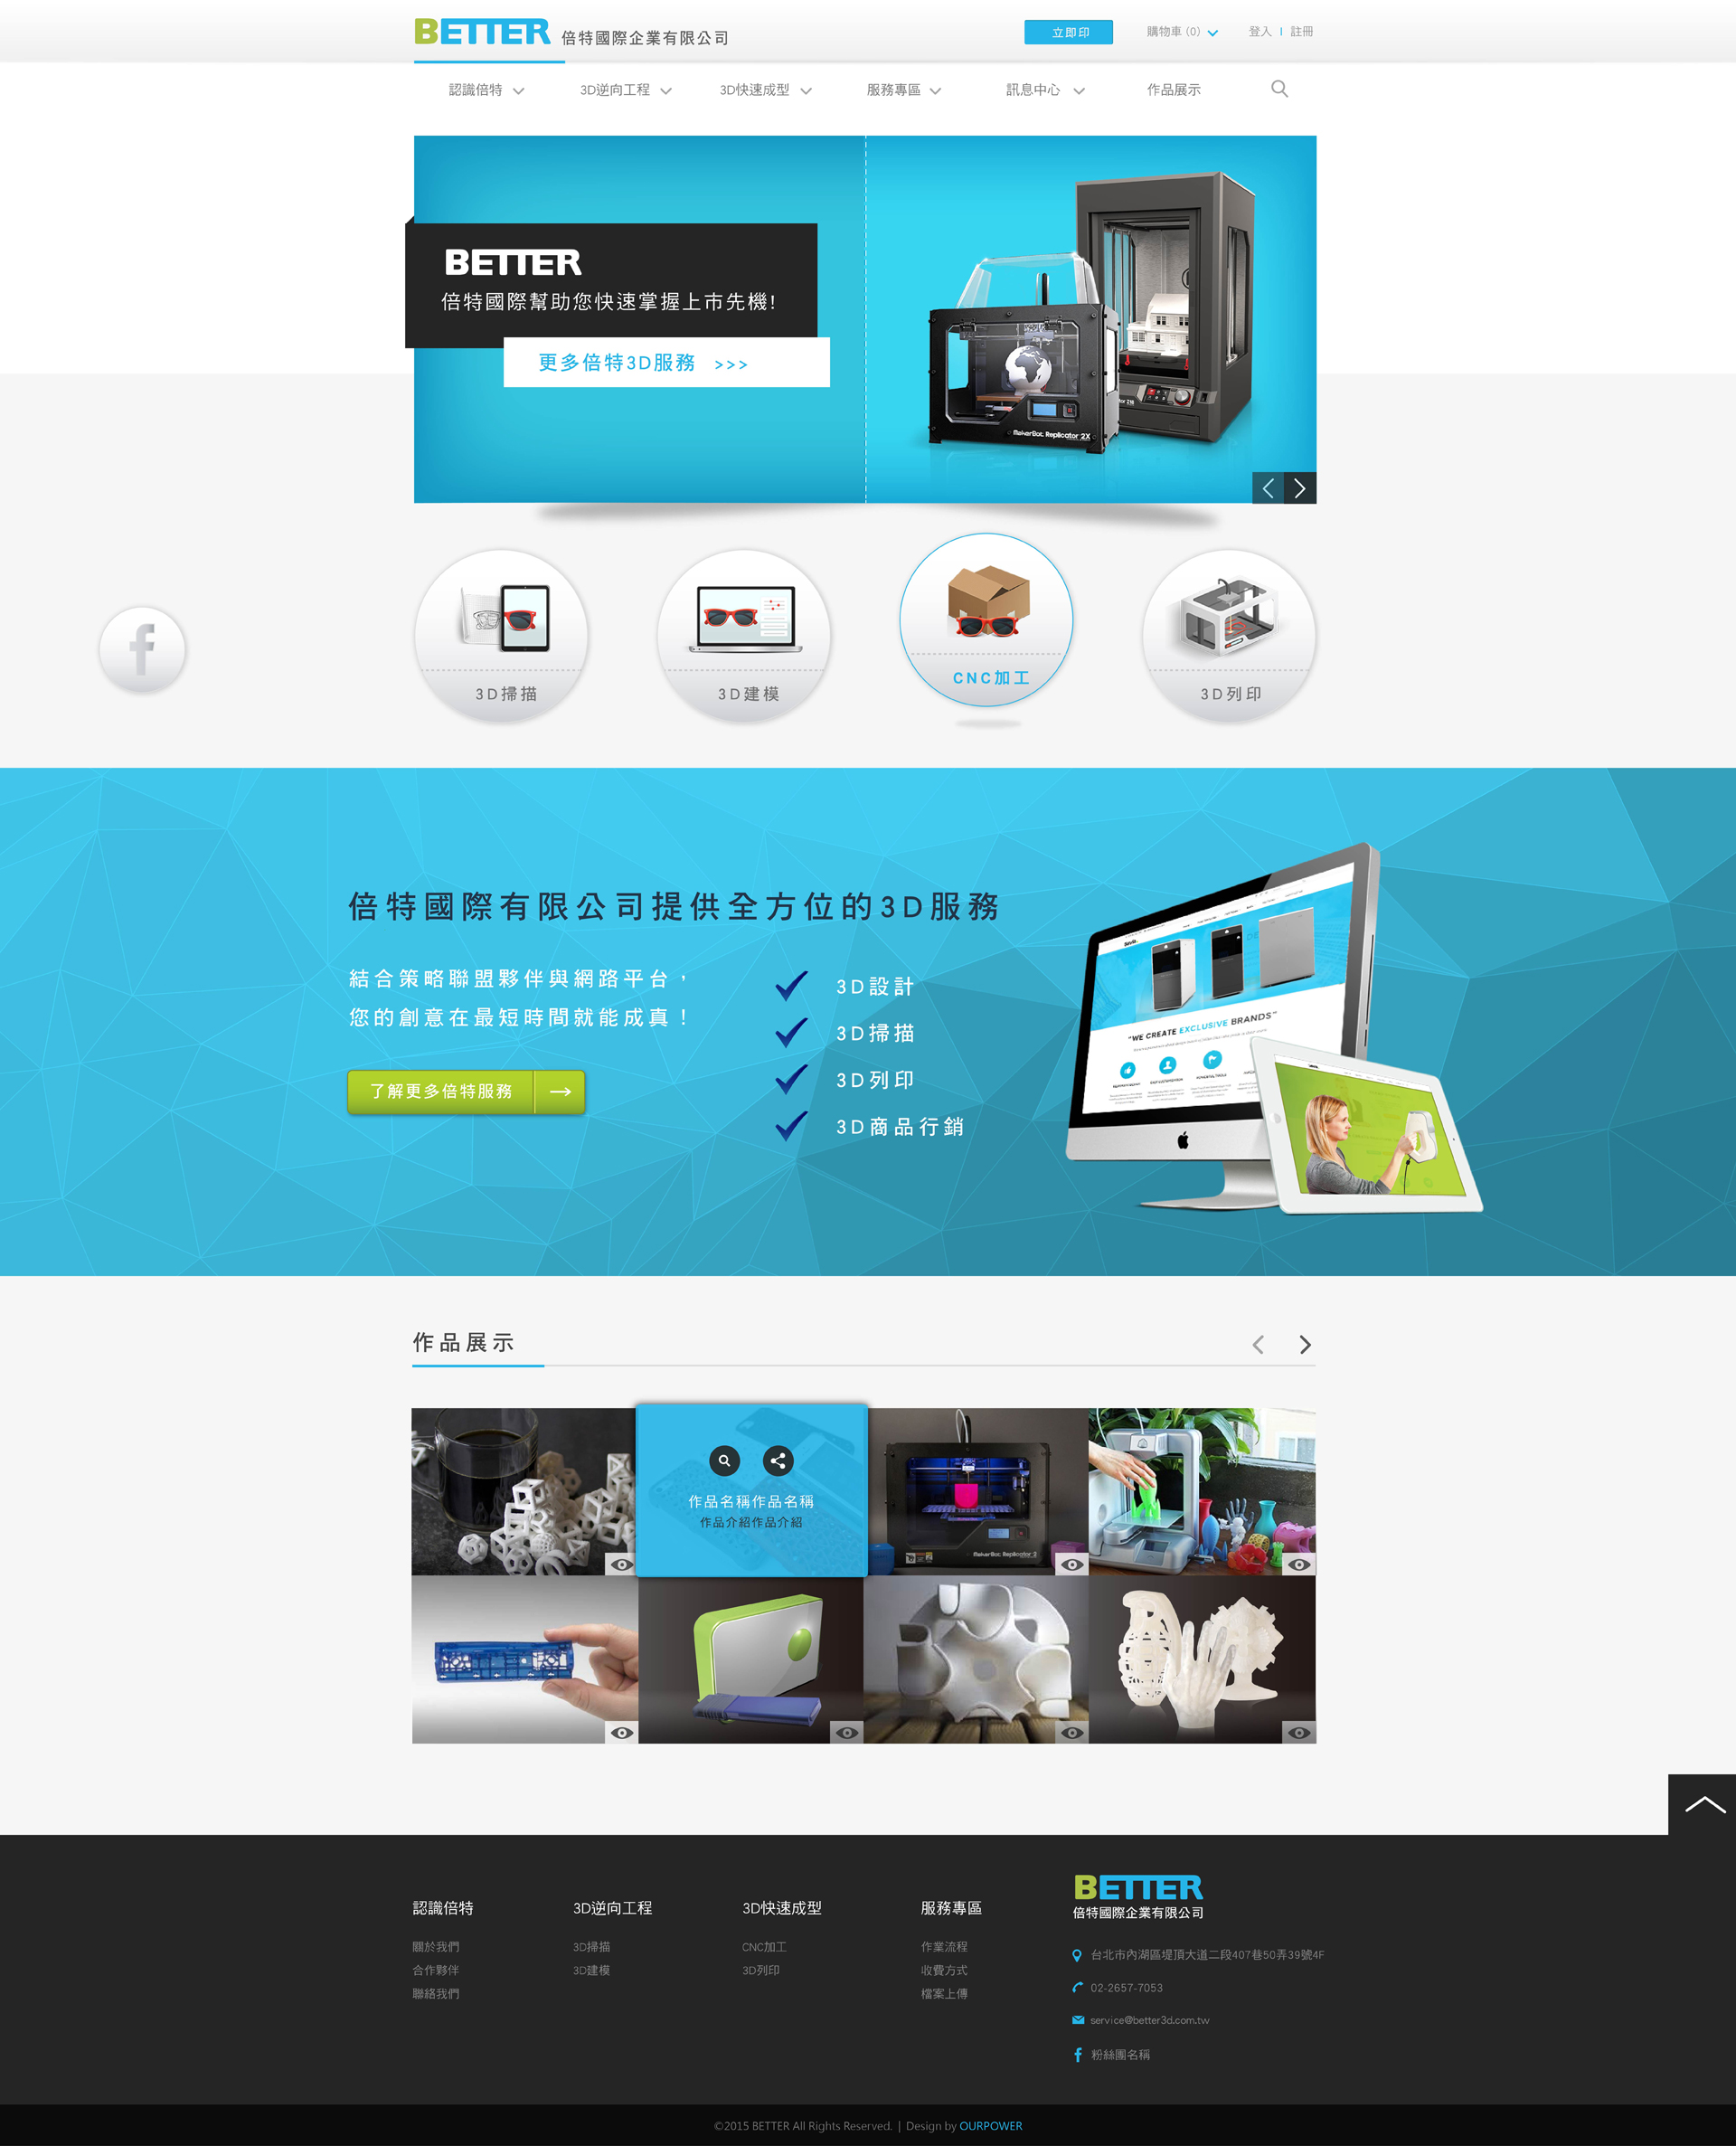 BETTER 倍特國際企業有限公司
立即印
購物車 (0)
登入 | 註冊
認識倍特
3D逆向工程
3D快速成型
服務專區
訊息中心
作品展示
BETTER
倍特國際幫助您快速掌握上市先機!
更多倍特3D服務 >>>
MakerBot. Replicator 2X
3D掃描
3D建模
CNC加工
3D列印
倍特國際有限公司提供全方位的3D服務
結合策略聯盟夥伴與網路平台，
您的創意在最短時間就能成真！
了解更多倍特服務
3D設計
3D掃描
3D列印
3D商品行銷
"WE CREATE EXCLUSIVE BRANDS"
作品展示
作品名稱作品名稱
作品介紹作品介紹
MakerBot. Replicator 2
認識倍特
關於我們
合作夥伴
聯絡我們
3D逆向工程
3D掃描
3D建模
3D快速成型
CNC加工
3D列印
服務專區
作業流程
收費方式
檔案上傳
BETTER
倍特國際企業有限公司
台北市內湖區堤頂大道二段407巷50弄39號4F
02-2657-7053
service@better3d.com.tw
粉絲團名稱
©2015 BETTER All Rights Reserved. | Design by OURPOWER